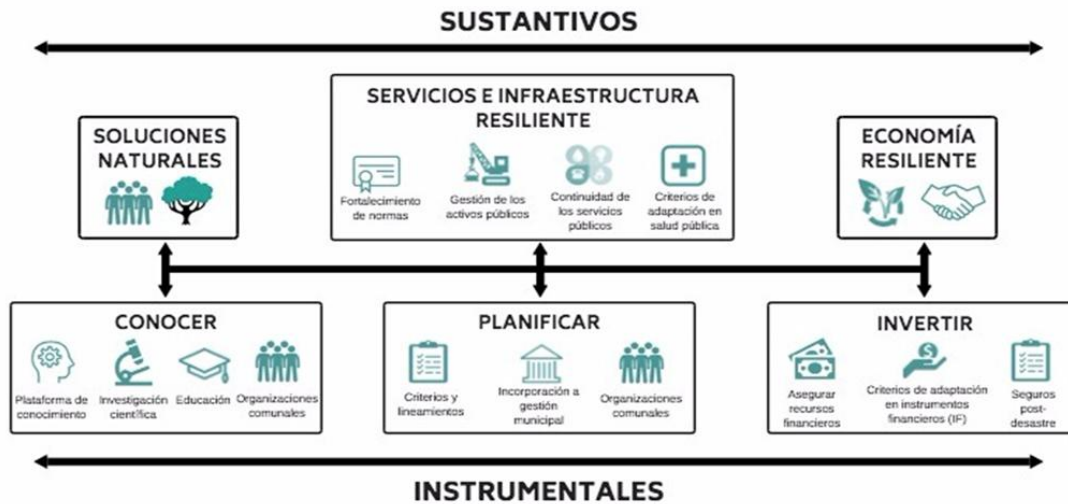 SUSTANTIVOS
SOLUCIONES
NATURALES
SERVICIOS E INFRAESTRUCTURA
RESILIENTE
Fortalecimiento
de normas
Gestión de los
activos públicos
Continuidad de
los servicios
públicos
Criterios de
adaptación en
salud pública
ECONOMÍA
RESILIENTE
CONOCER
Plataforma de
conocimiento
Investigación
científica
Educación
Organizaciones
comunales
PLANIFICAR
Criterios y
lineamientos
Incorporación a
gestión
municipal
Organizaciones
comunales
INVERTIR
Asegurar
recursos
financieros
Criterios de adaptación
en instrumentos
financieros (IF)
Seguros
post-
desastre
INSTRUMENTALES